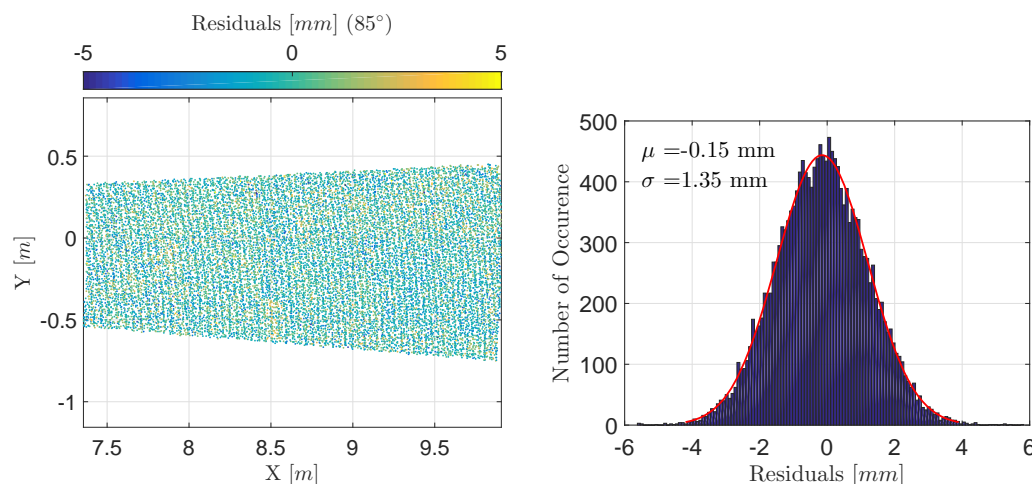 Residuals [mm] (85°)
-5 0 5
0.5
0
-0.5
-1
Y [m]
7.5 8 8.5 9 9.5
X [m]
500
400
300
200
100
0
Number of Occurence
μ =-0.15 mm
σ =1.35 mm
-6 -4 -2 0 2 4 6
Residuals [mm]